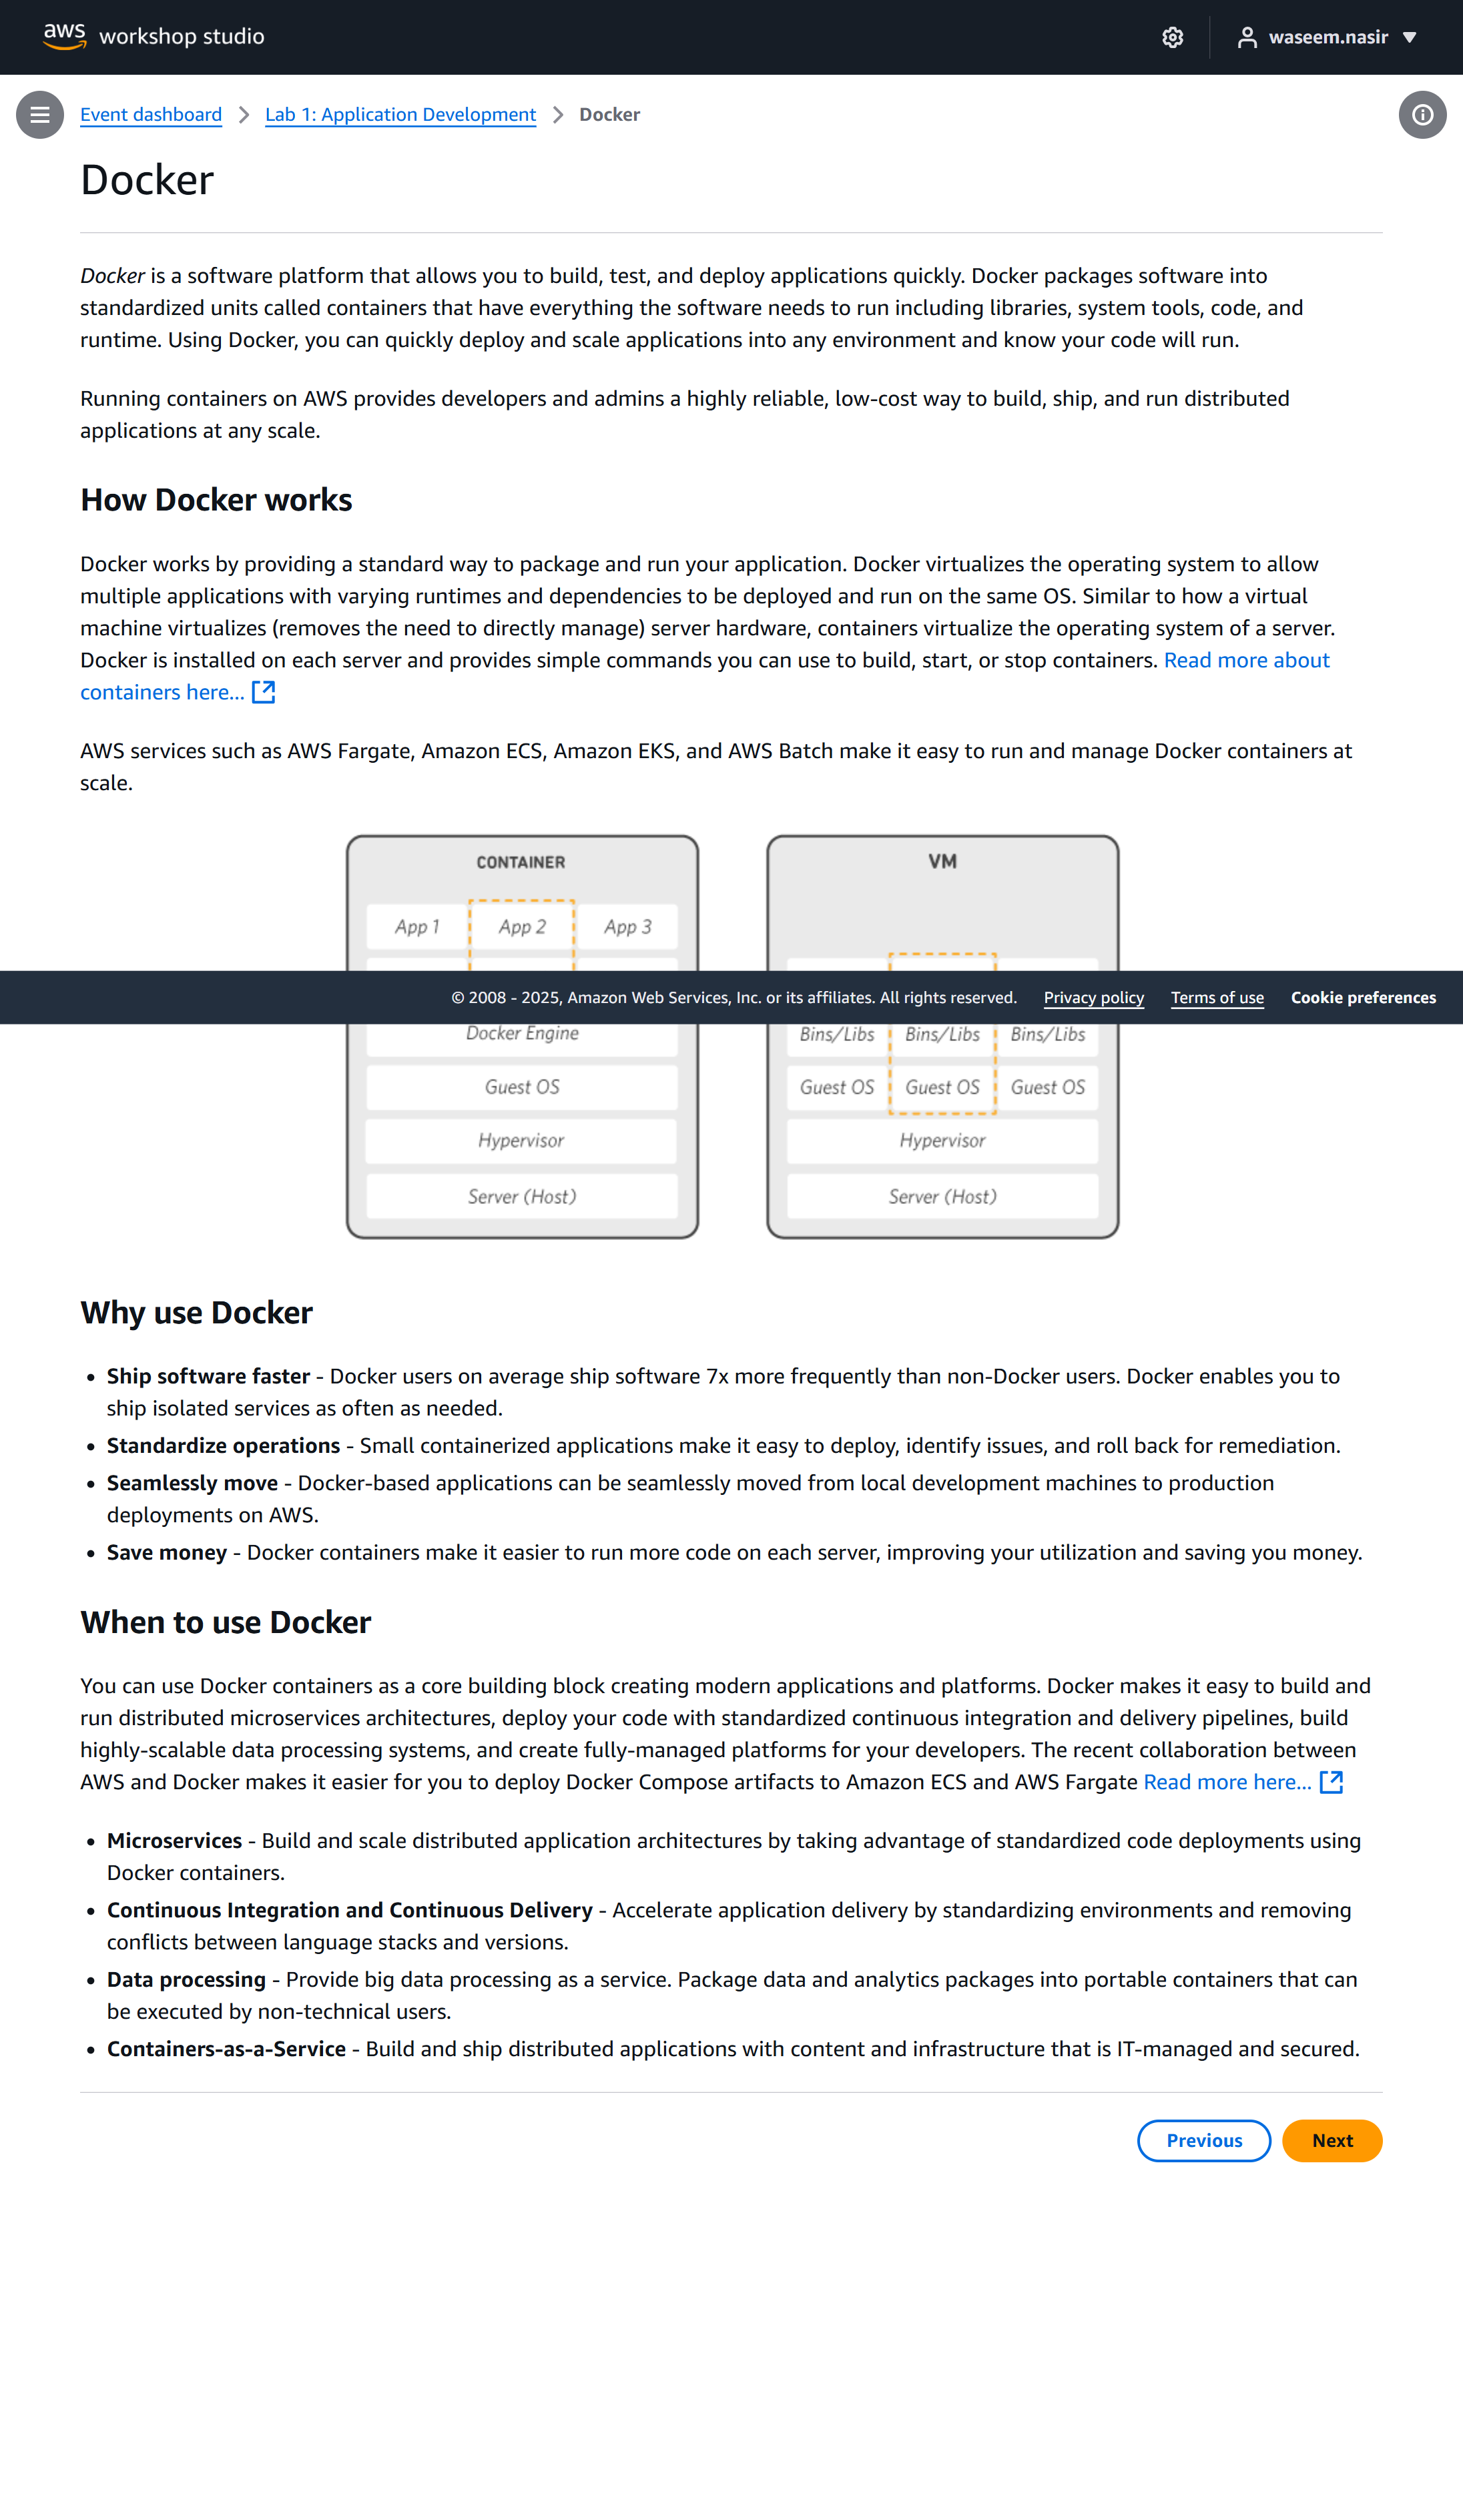 aws workshop studio
waseem.nasir
Event dashboard > Lab 1: Application Development > Docker
Docker
Docker is a software platform that allows you to build, test, and deploy applications quickly. Docker packages software into
standardized units called containers that have everything the software needs to run including libraries, system tools, code, and
runtime. Using Docker, you can quickly deploy and scale applications into any environment and know your code will run.
Running containers on AWS provides developers and admins a highly reliable, low-cost way to build, ship, and run distributed
applications at any scale.
How Docker works
Docker works by providing a standard way to package and run your application. Docker virtualizes the operating system to allow
multiple applications with varying runtimes and dependencies to be deployed and run on the same OS. Similar to how a virtual
machine virtualizes (removes the need to directly manage) server hardware, containers virtualize the operating system of a server.
Docker is installed on each server and provides simple commands you can use to build, start, or stop containers. Read more about
containers here...
AWS services such as AWS Fargate, Amazon ECS, Amazon EKS, and AWS Batch make it easy to run and manage Docker containers at
scale.
CONTAINER
App 1 App 2 App 3
VM
© 2008 - 2025, Amazon Web Services, Inc. or its affiliates. All rights reserved. Privacy policy Terms of use Cookie preferences
Docker Engine
Guest OS
Hypervisor
Server (Host)
Bins/Libs Bins/Libs Bins/Libs
Guest OS Guest OS Guest OS
Hypervisor
Server (Host)
Why use Docker
• Ship software faster - Docker users on average ship software 7x more frequently than non-Docker users. Docker enables you to
ship isolated services as often as needed.
• Standardize operations - Small containerized applications make it easy to deploy, identify issues, and roll back for remediation.
• Seamlessly move - Docker-based applications can be seamlessly moved from local development machines to production
deployments on AWS.
• Save money - Docker containers make it easier to run more code on each server, improving your utilization and saving you money.
When to use Docker
You can use Docker containers as a core building block creating modern applications and platforms. Docker makes it easy to build and
run distributed microservices architectures, deploy your code with standardized continuous integration and delivery pipelines, build
highly-scalable data processing systems, and create fully-managed platforms for your developers. The recent collaboration between
AWS and Docker makes it easier for you to deploy Docker Compose artifacts to Amazon ECS and AWS Fargate Read more here...
• Microservices - Build and scale distributed application architectures by taking advantage of standardized code deployments using
Docker containers.
• Continuous Integration and Continuous Delivery - Accelerate application delivery by standardizing environments and removing
conflicts between language stacks and versions.
• Data processing - Provide big data processing as a service. Package data and analytics packages into portable containers that can
be executed by non-technical users.
• Containers-as-a-Service - Build and ship distributed applications with content and infrastructure that is IT-managed and secured.
Previous Next